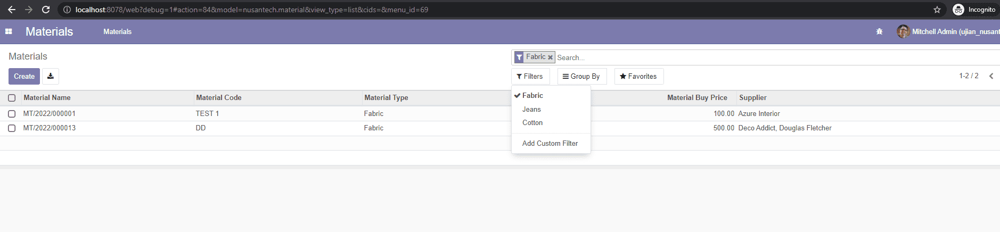 localhost:8078/web?debug=1#action=84&model=nusantech.material&view_type=list&cids=&menu_id=69
Incognito
Materials
Materials
Mitchell Admin (ujian_nusant
Materials
Fabric
Search...
Create
Filters
Group By
Favorites
1-2 / 2
Material Name
Material Code
Material Type
Material Buy Price
Supplier
MT/2022/000001
TEST 1
Fabric
100.00
Azure Interior
MT/2022/000013
DD
Fabric
500.00
Deco Addict, Douglas Fletcher
Fabric
Jeans
Cotton
Add Custom Filter